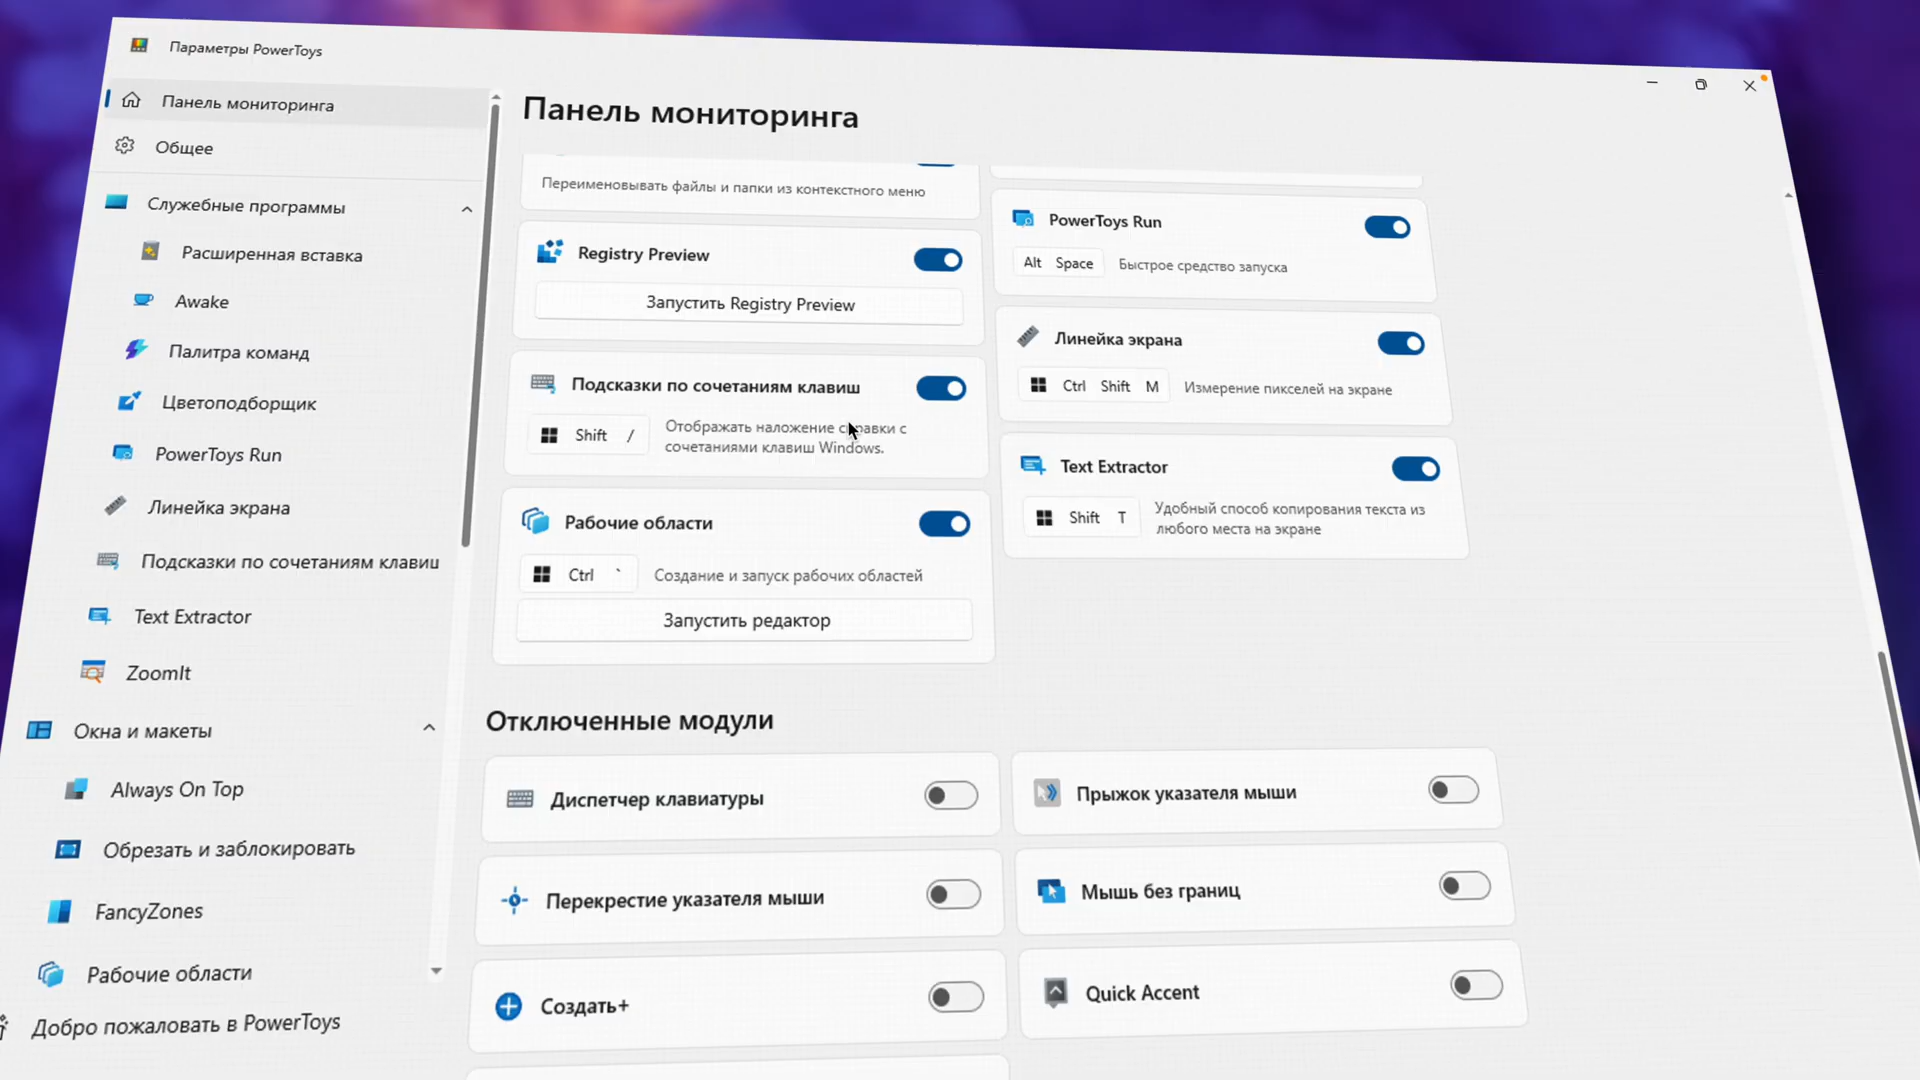 Параметры PowerToys
Панель мониторинга
Общее
Служебные программы
Расширенная вставка
Awake
Палитра команд
Цветоподборщик
PowerToys Run
Линейка экрана
Подсказки по сочетаниям клавиш
Text Extractor
ZoomIt
Окна и макеты
Always On Top
Обрезать и заблокировать
FancyZones
Рабочие области
Добро пожаловать в PowerToys
Панель мониторинга
Переименовывать файлы и папки из контекстного меню
Registry Preview
Запустить Registry Preview
Подсказки по сочетаниям клавиш
Shift /
Отображать наложение справки с
сочетаниями клавиш Windows.
Рабочие области
Ctrl `
Создание и запуск рабочих областей
Запустить редактор
PowerToys Run
Alt Space
Быстрое средство запуска
Линейка экрана
Ctrl Shift M
Измерение пикселей на экране
Text Extractor
Shift T
Удобный способ копирования текста из
любого места на экране
Отключенные модули
Диспетчер клавиатуры
Прыжок указателя мыши
Перекрестие указателя мыши
Мышь без границ
Создать+
Quick Accent